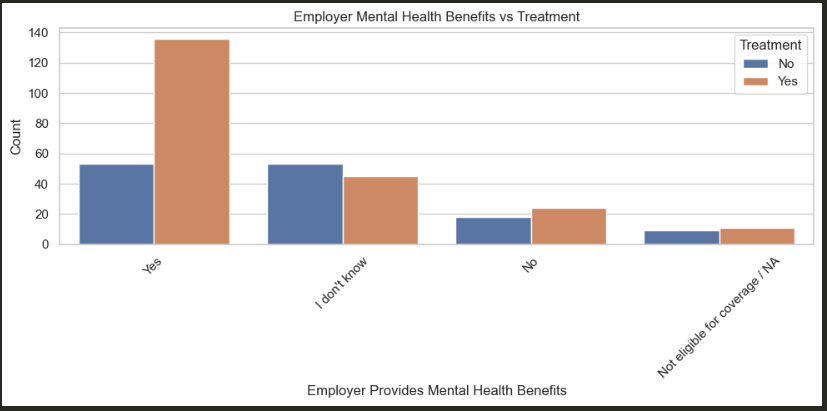 Employer Mental Health Benefits vs Treatment
Treatment
No
Yes
Count
140
120
100
80
60
40
20
0
Yes
I don't know
No
Not eligible for coverage / NA
Employer Provides Mental Health Benefits